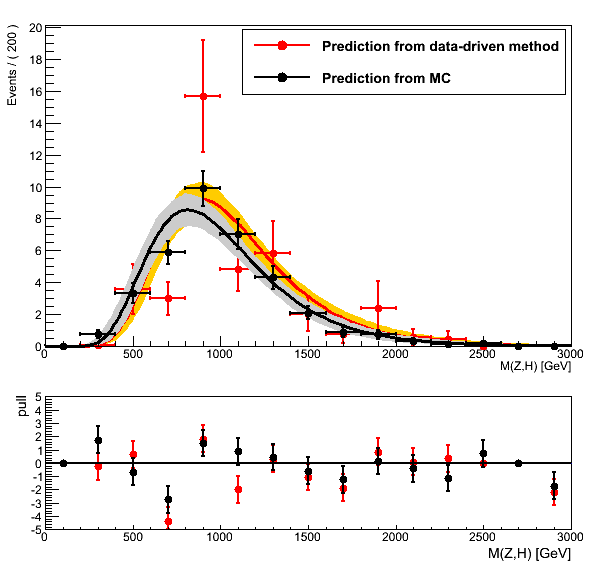 Events / ( 200 )
20
18
16
14
12
10
8
6
4
2
0
Prediction from data-driven method
Prediction from MC
500 1000 1500 2000 2500 3000
M(Z,H) [GeV]
pull
5
4
3
2
1
0
-1
-2
-3
-4
-5
0 500 1000 1500 2000 2500 3000
M(Z,H) [GeV]